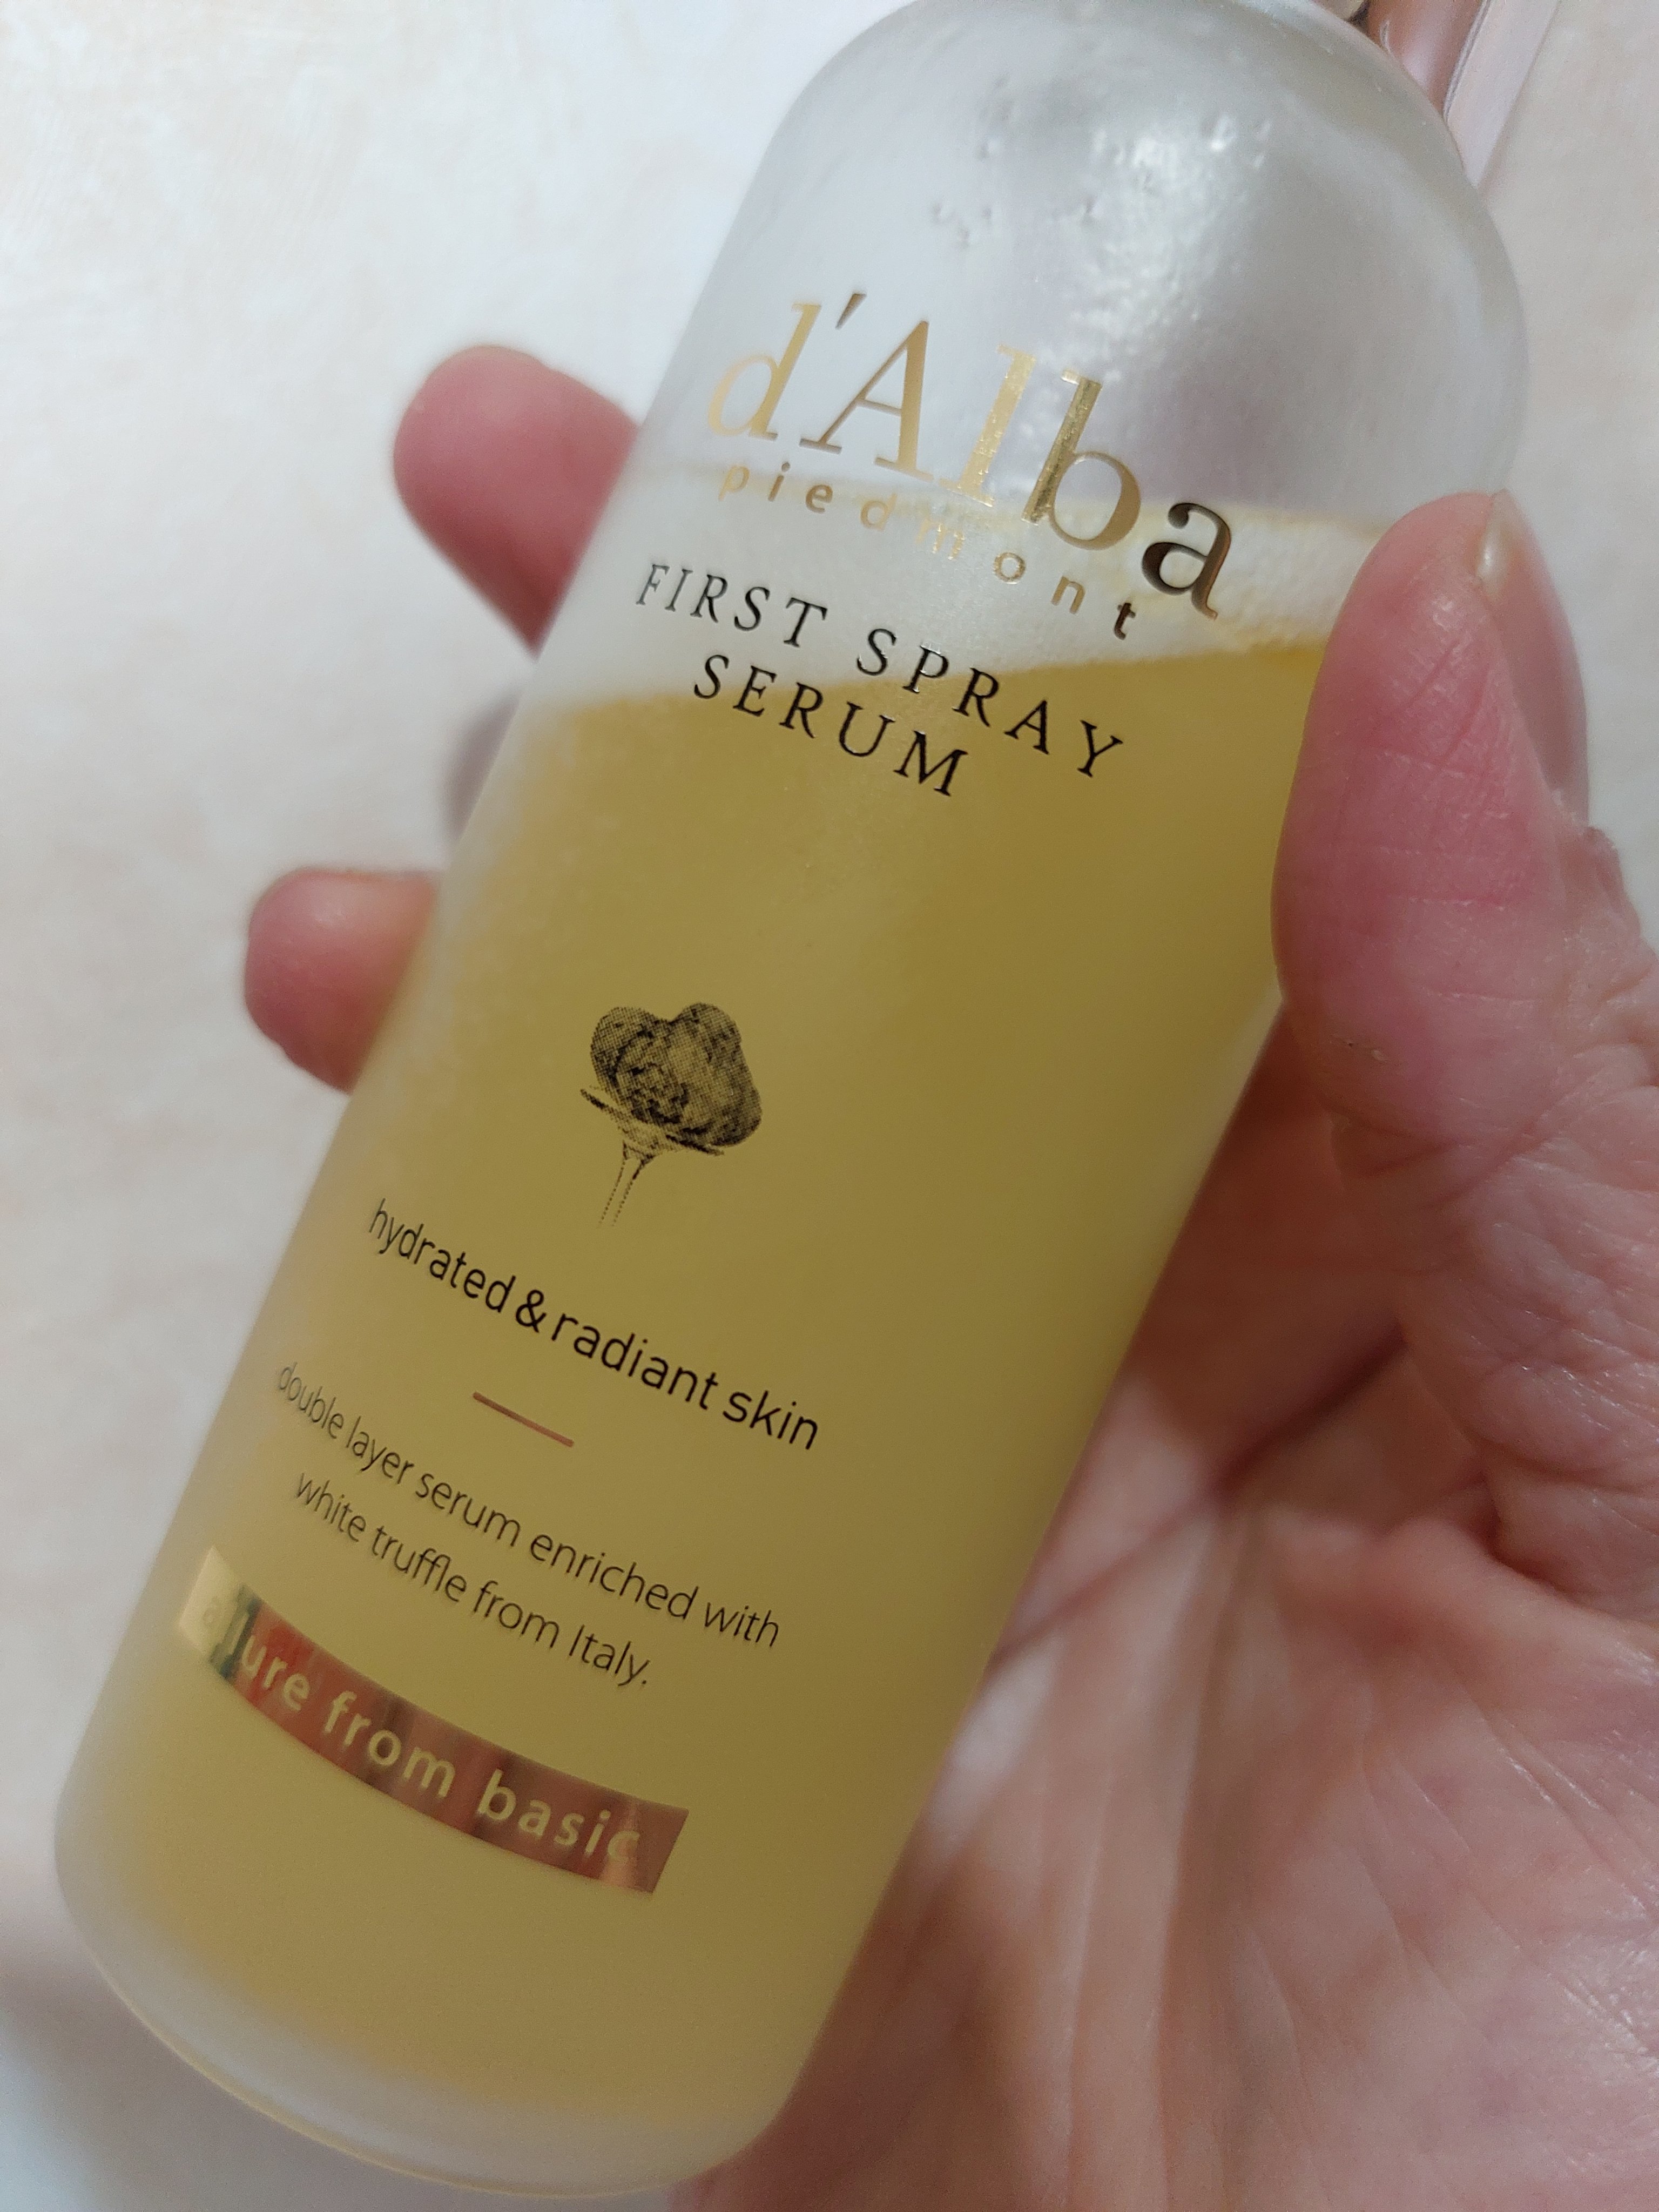 d'Alba
piedmont
FIRST SPRAY
SERUM
hydrated & radiant skin
double layer serum enriched with
white truffle from Italy.
allure from basic